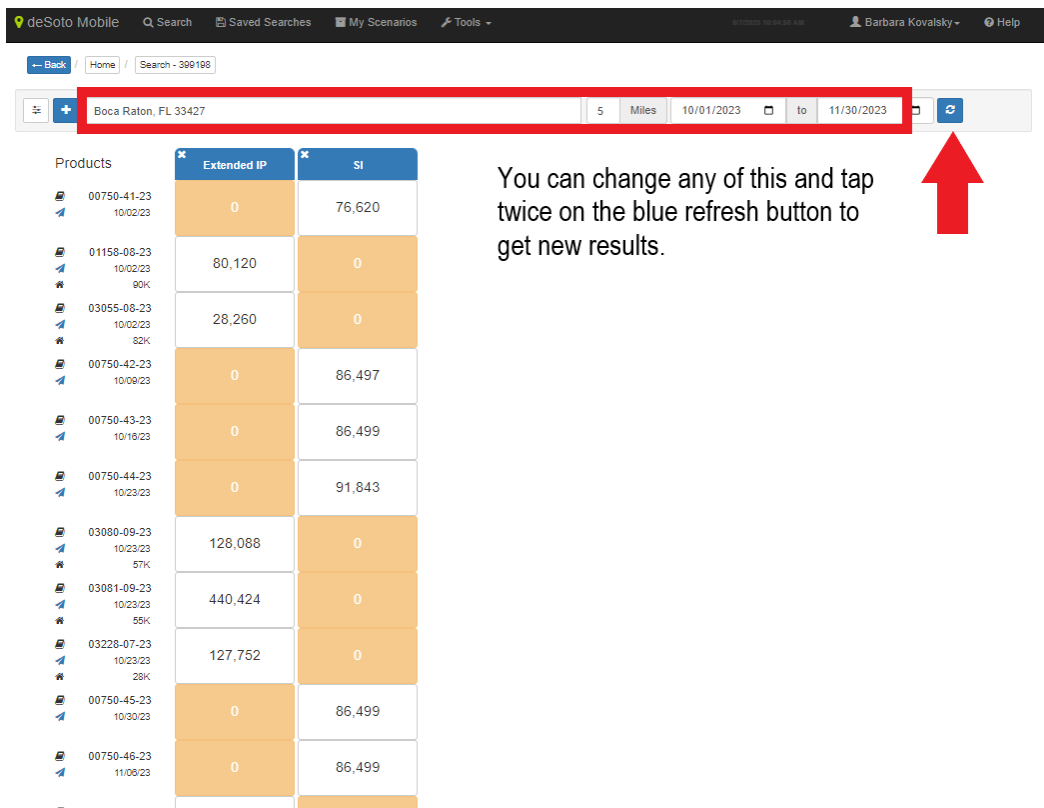 deSoto Mobile Search Saved Searches My Scenarios Tools Barbara Kovalsky Help
← Back / Home / Search - 399198
Boca Raton, FL 33427 5 Miles 10/01/2023 to 11/30/2023
Products Extended IP SI
You can change any of this and tap
twice on the blue refresh button to
get new results.
00750-41-23
10/02/23
0 76,620
01158-08-23
10/02/23
90K
80,120 0
03055-08-23
10/02/23
82K
28,260 0
00750-42-23
10/09/23
0 86,497
00750-43-23
10/16/23
0 86,499
00750-44-23
10/23/23
0 91,843
03080-09-23
10/23/23
57K
128,088 0
03081-09-23
10/23/23
55K
440,424 0
03228-07-23
10/23/23
28K
127,752 0
00750-45-23
10/30/23
0 86,499
00750-46-23
11/06/23
0 86,499